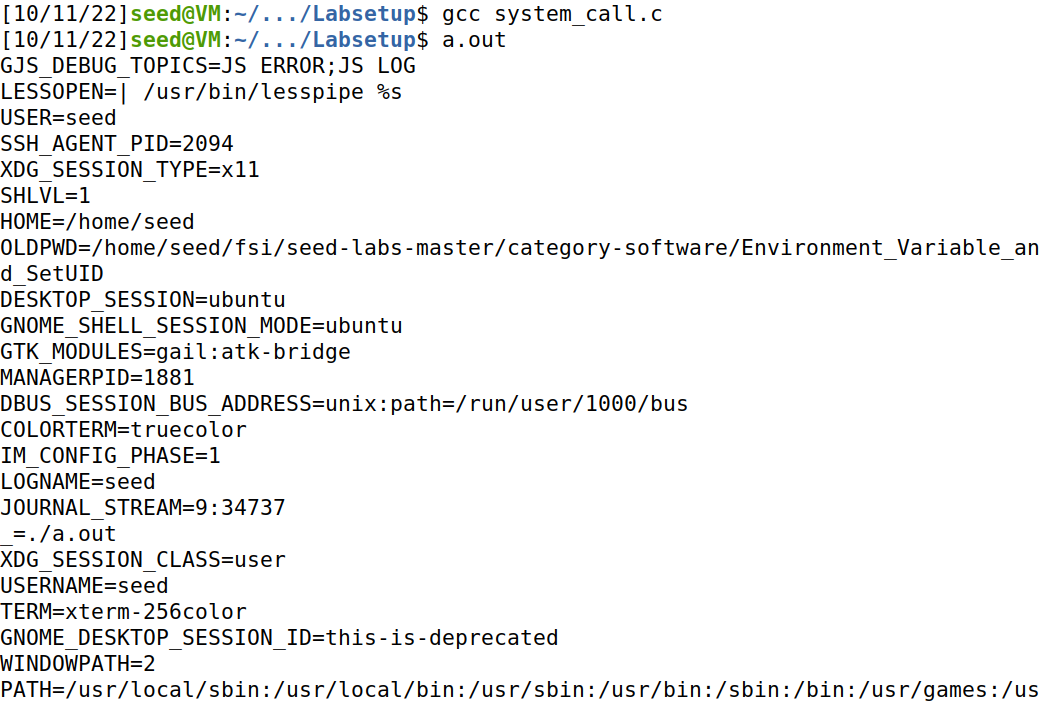 [10/11/22]seed@VM:~/.../Labsetup$ gcc system_call.c
[10/11/22]seed@VM:~/.../Labsetup$ a.out
GJS_DEBUG_TOPICS=JS ERROR;JS LOG
LESSOPEN=| /usr/bin/lesspipe %s
USER=seed
SSH_AGENT_PID=2094
XDG_SESSION_TYPE=x11
SHLVL=1
HOME=/home/seed
OLDPWD=/home/seed/fsi/seed-labs-master/category-software/Environment_Variable_an
d_SetUID
DESKTOP_SESSION=ubuntu
GNOME_SHELL_SESSION_MODE=ubuntu
GTK_MODULES=gail:atk-bridge
MANAGERPID=1881
DBUS_SESSION_BUS_ADDRESS=unix:path=/run/user/1000/bus
COLORTERM=truecolor
IM_CONFIG_PHASE=1
LOGNAME=seed
JOURNAL_STREAM=9:34737
_=./a.out
XDG_SESSION_CLASS=user
USERNAME=seed
TERM=xterm-256color
GNOME_DESKTOP_SESSION_ID=this-is-deprecated
WINDOWPATH=2
PATH=/usr/local/sbin:/usr/local/bin:/usr/sbin:/usr/bin:/sbin:/bin:/usr/games:/us